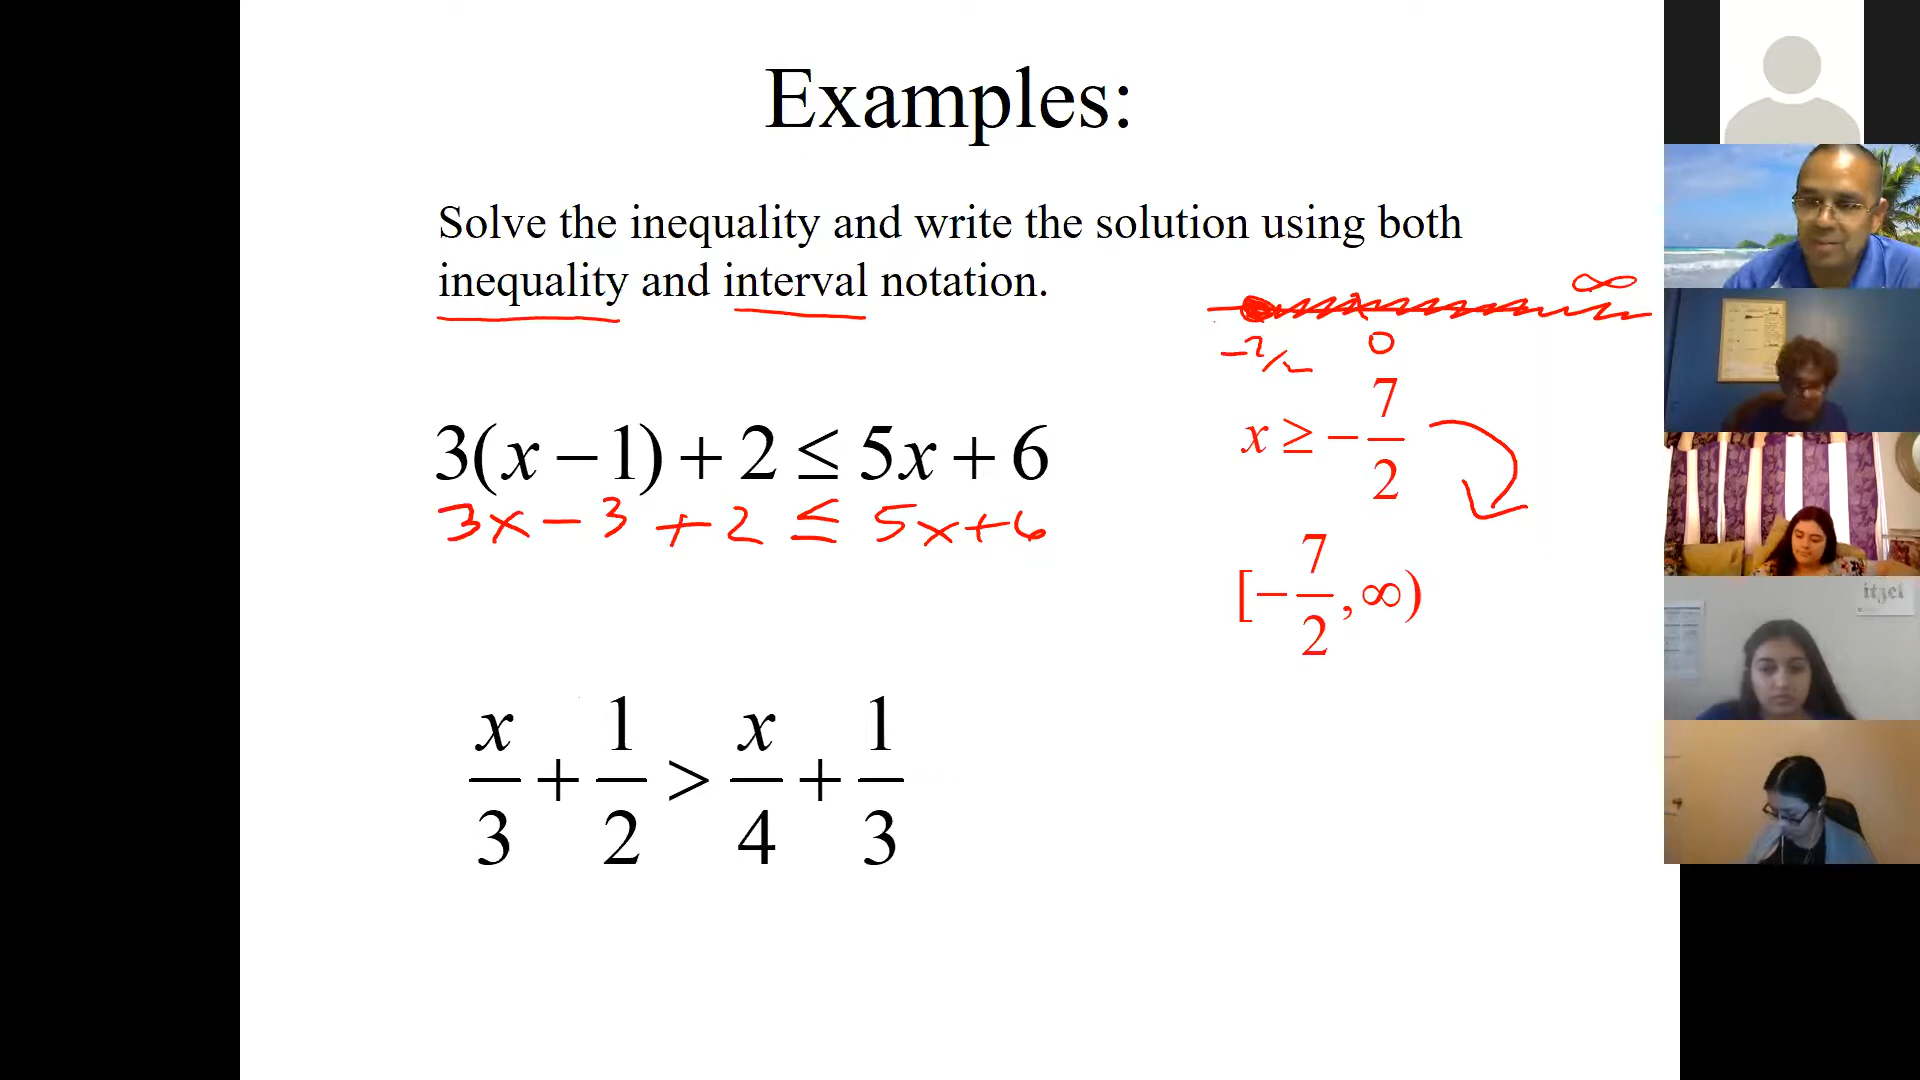 Examples:
Solve the inequality and write the solution using both
inequality and interval notation.
∞
-7/2 0
3(x − 1) + 2 ≤ 5x + 6
3x − 3 + 2 ≤ 5x + 6
x ≥ −7/2
[−7/2, ∞)
x/3 + 1/2 > x/4 + 1/3
itzel